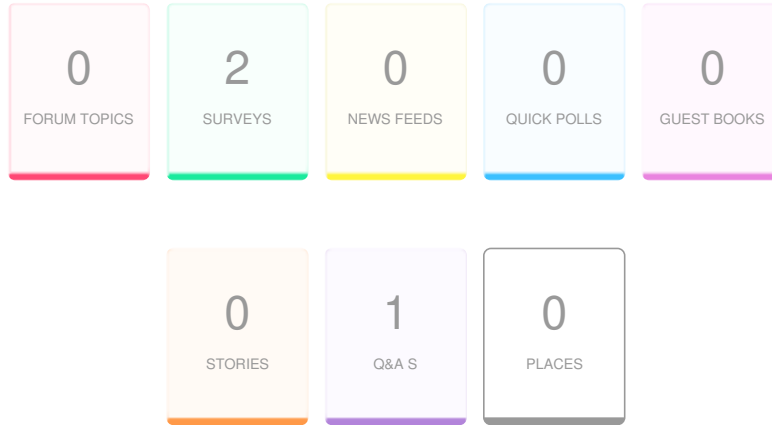 0 2 0 0 0
FORUM TOPICS SURVEYS NEWS FEEDS QUICK POLLS GUEST BOOKS
0 1 0
STORIES Q&A S PLACES